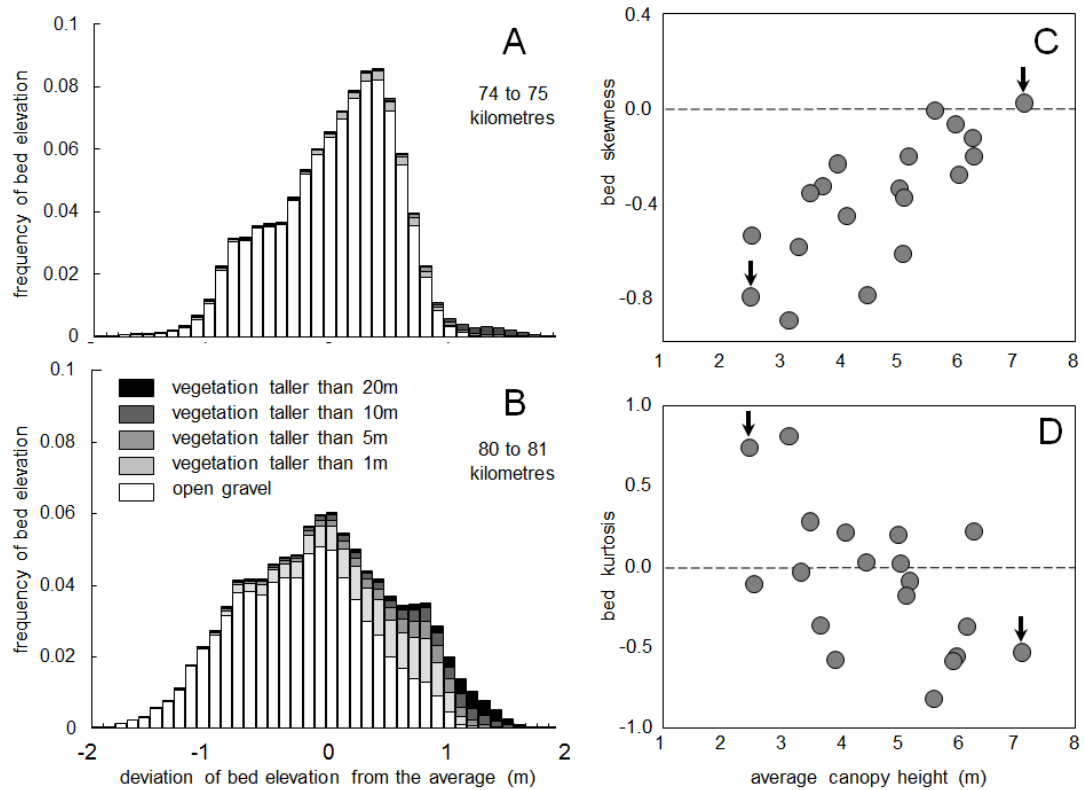 A
74 to 75
kilometres
frequency of bed elevation
0.1
0.08
0.06
0.04
0.02
0
B
80 to 81
kilometres
vegetation taller than 20m
vegetation taller than 10m
vegetation taller than 5m
vegetation taller than 1m
open gravel
frequency of bed elevation
0.1
0.08
0.06
0.04
0.02
0
-2 -1 0 1 2
deviation of bed elevation from the average (m)
C
bed skewness
0.4
0.0
-0.4
-0.8
1 2 3 4 5 6 7 8
D
bed kurtosis
1.0
0.5
0.0
-0.5
-1.0
1 2 3 4 5 6 7 8
average canopy height (m)